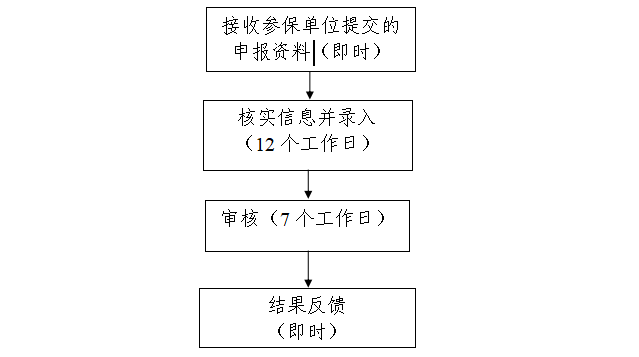 接收参保单位提交的
申报资料（即时）
核实信息并录入
（12个工作日）
审核（7个工作日）
结果反馈
（即时）